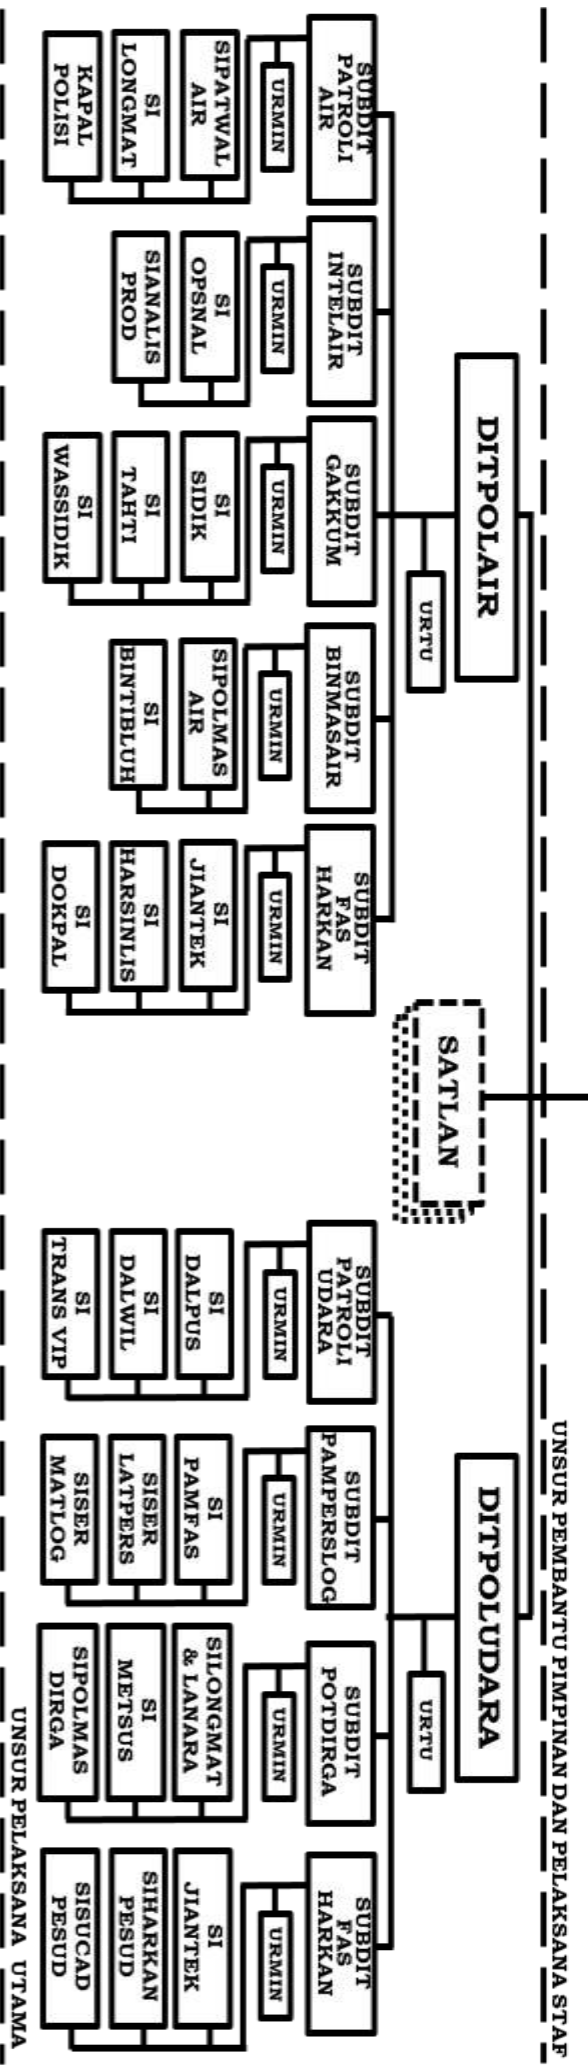 UNSUR PEMBANTU PIMPINAN DAN PELAKSANA STAF
DITPOLAIR
DITPOLUDARA
URTU
SATLAN
URTU
SUBDIT
PATROLI
AIR
URMIN
SIPATWAL
AIR
SI
LONGMAT
KAPAL
POLISI
SUBDIT
INTELAIR
URMIN
SI
OPSNAL
SIANALIS
PROD
SUBDIT
GAKKUM
URMIN
SI
SIDIK
SI
TAHTI
SI
WASSIDIK
SUBDIT
BINMASAIR
URMIN
SIPOLMAS
AIR
SI
BINTIBLUH
SUBDIT
FAS
HARKAN
URMIN
SI
JIANTEK
SI
HARSINLIS
SI
DOKPAL
SUBDIT
PATROLI
UDARA
URMIN
SI
DALPUS
SI
DALWIL
SI
TRANS VIP
SUBDIT
PAMPERSLOG
URMIN
SI
PAMFAS
SISER
LATPERS
SISER
MATLOG
SUBDIT
POTDIRGA
URMIN
SILONGMAT
& LANARA
SI
METSUS
SIPOLMAS
DIRGA
SUBDIT
FAS
HARKAN
URMIN
SI
JIANTEK
SIHARKAN
PESUD
SISUCAD
PESUD
UNSUR PELAKSANA UTAMA